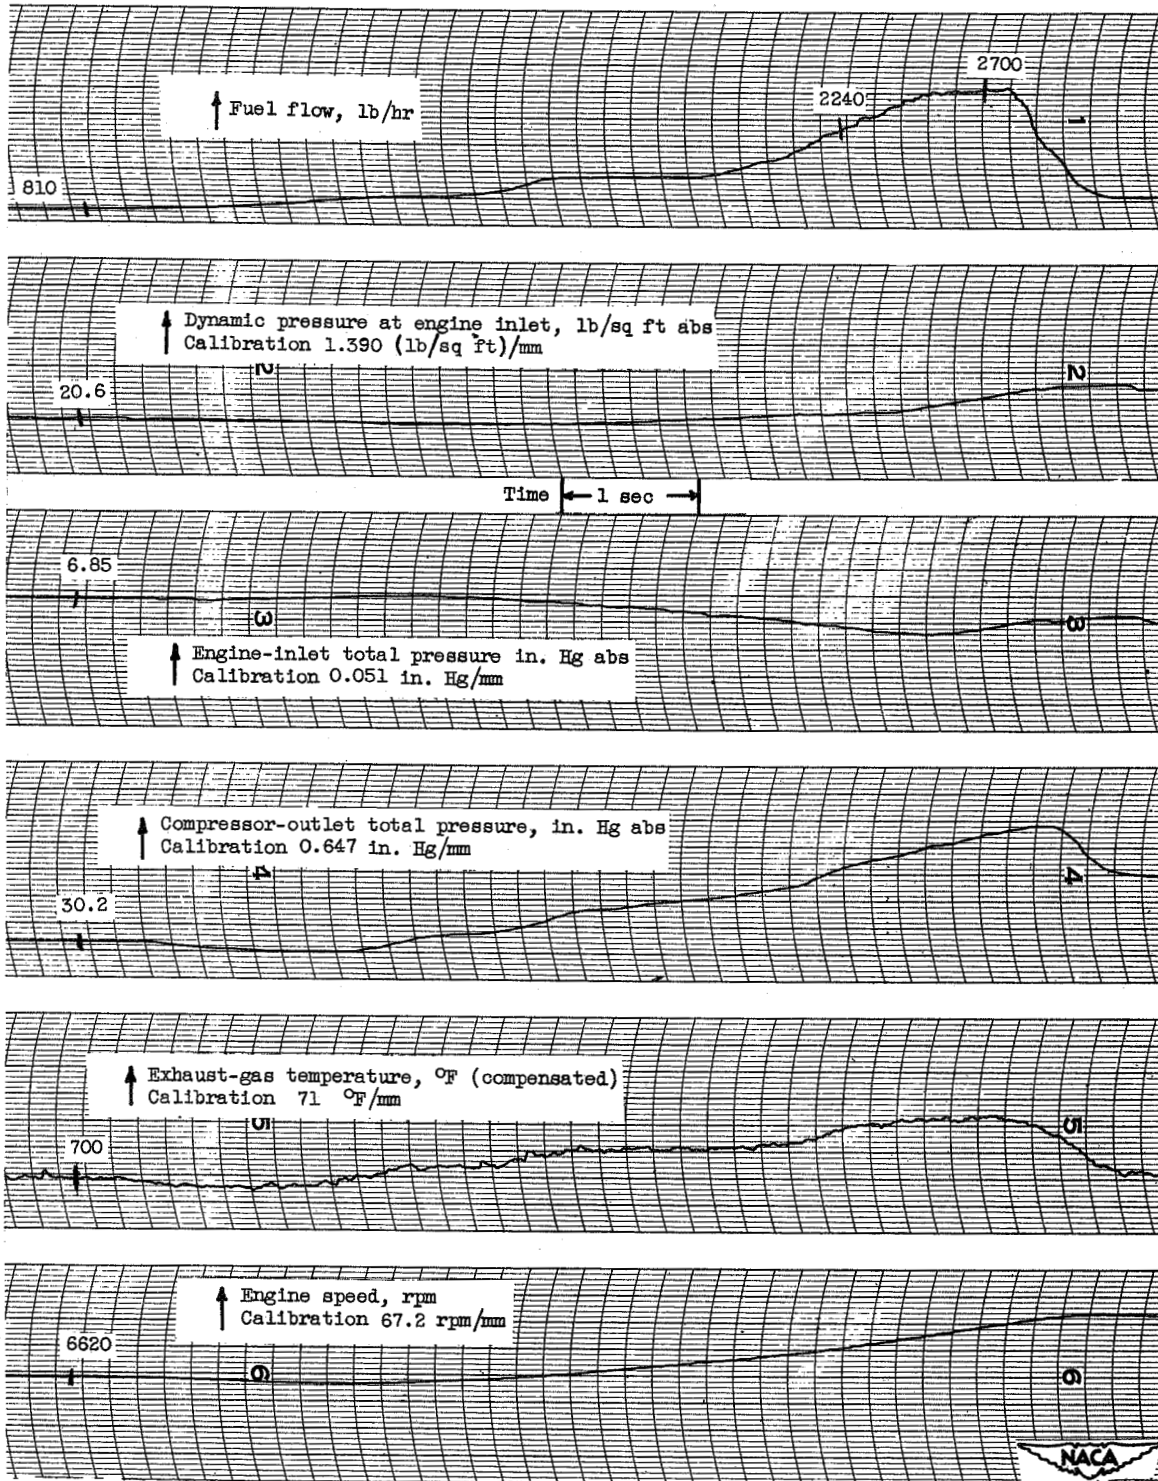 2700
2240
1
↑ Fuel flow, lb/hr
810
↑ Dynamic pressure at engine inlet, lb/sq ft abs
Calibration 1.390 (lb/sq ft)/mm
2
2
20.6
Time 1 sec
6.85
3
3
↑ Engine-inlet total pressure in. Hg abs
Calibration 0.051 in. Hg/mm
↑ Compressor-outlet total pressure, in. Hg abs
Calibration 0.647 in. Hg/mm
4
4
30.2
↑ Exhaust-gas temperature, °F (compensated)
Calibration 71 °F/mm
5
5
700
↑ Engine speed, rpm
Calibration 67.2 rpm/mm
6620
6
6
NACA